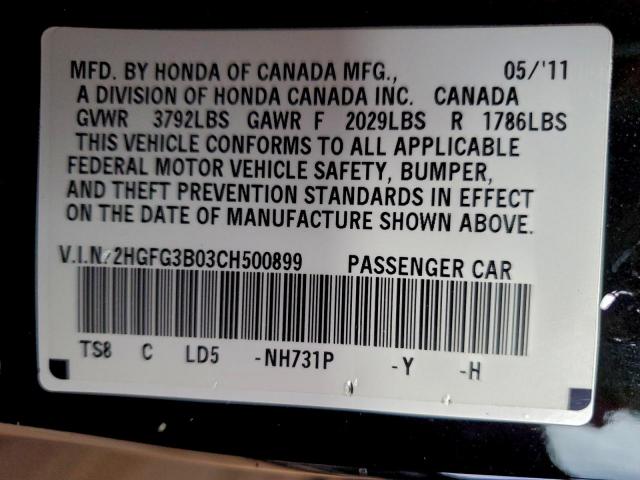 MFD. BY HONDA OF CANADA MFG., 05/'11
A DIVISION OF HONDA CANADA INC. CANADA
GVWR 3792LBS GAWR F 2029LBS R 1786LBS
THIS VEHICLE CONFORMS TO ALL APPLICABLE
FEDERAL MOTOR VEHICLE SAFETY, BUMPER,
AND THEFT PREVENTION STANDARDS IN EFFECT
ON THE DATE OF MANUFACTURE SHOWN ABOVE.
V.I.N: 2HGFG3B03CH500899 PASSENGER CAR
TS8 C LD5 -NH731P -Y -H